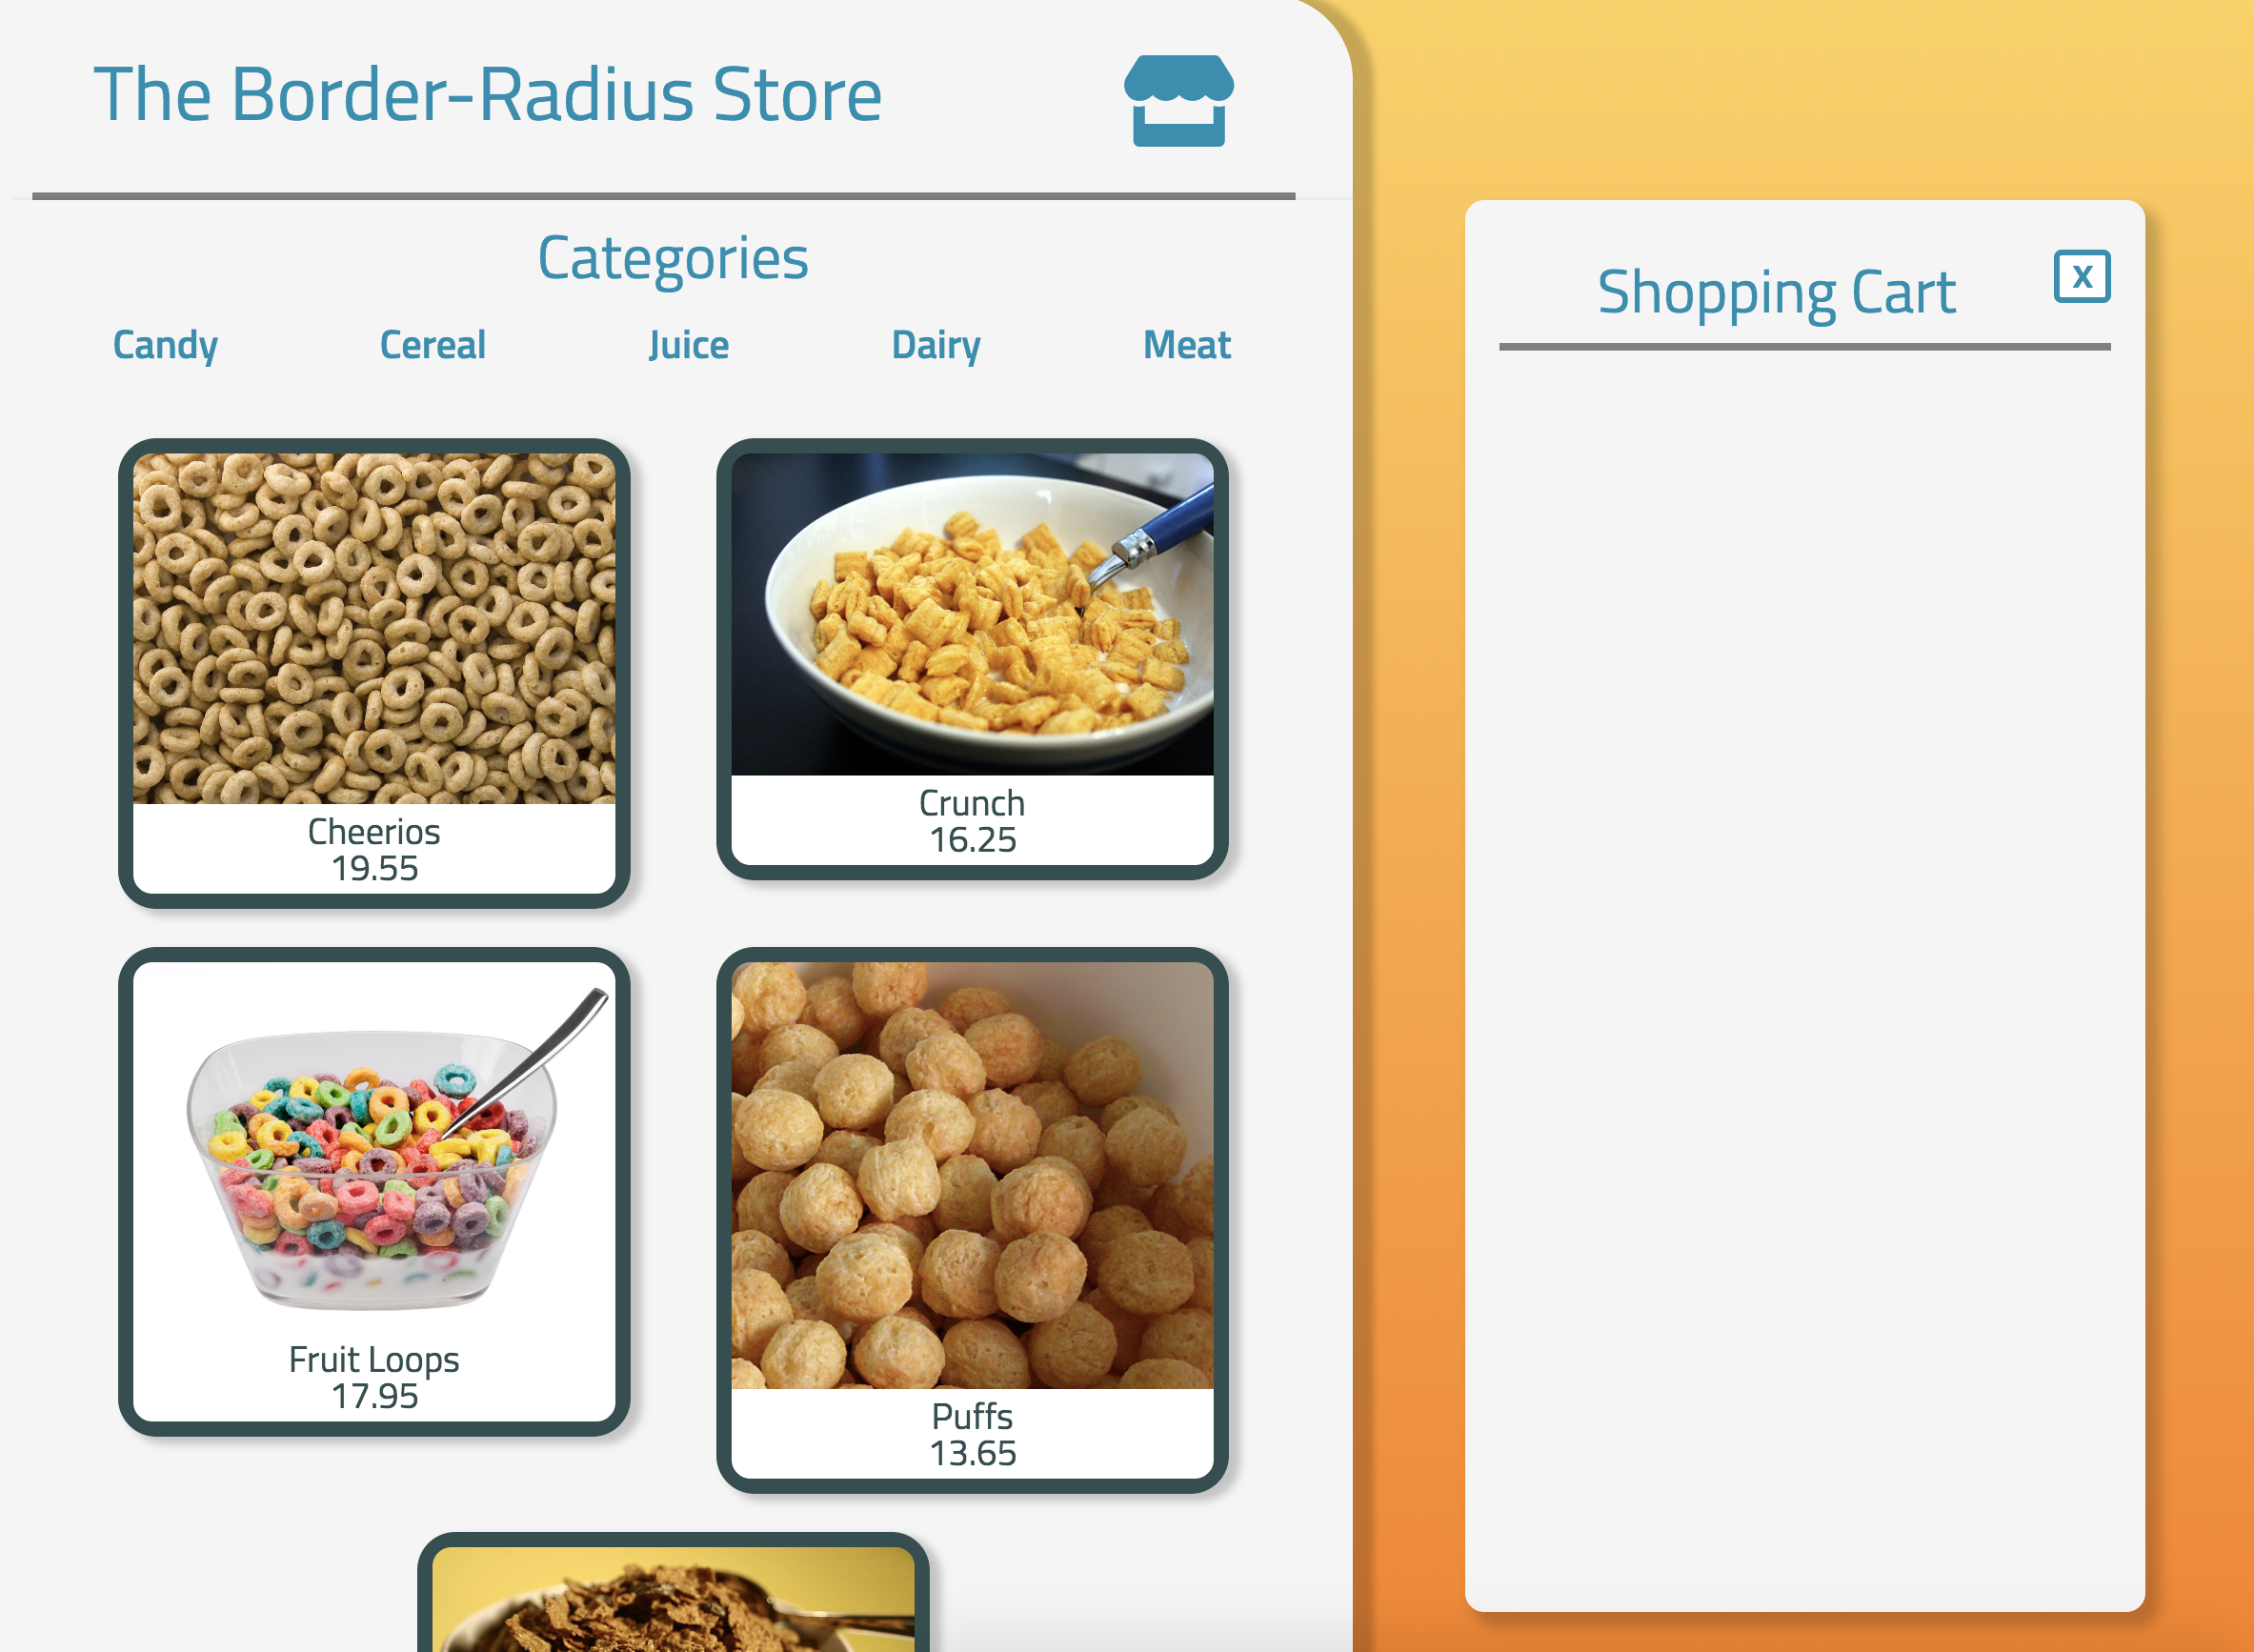 The Border-Radius Store
Categories
Candy Cereal Juice Dairy Meat
Cheerios
19.55
Crunch
16.25
Fruit Loops
17.95
Puffs
13.65
Shopping Cart
X